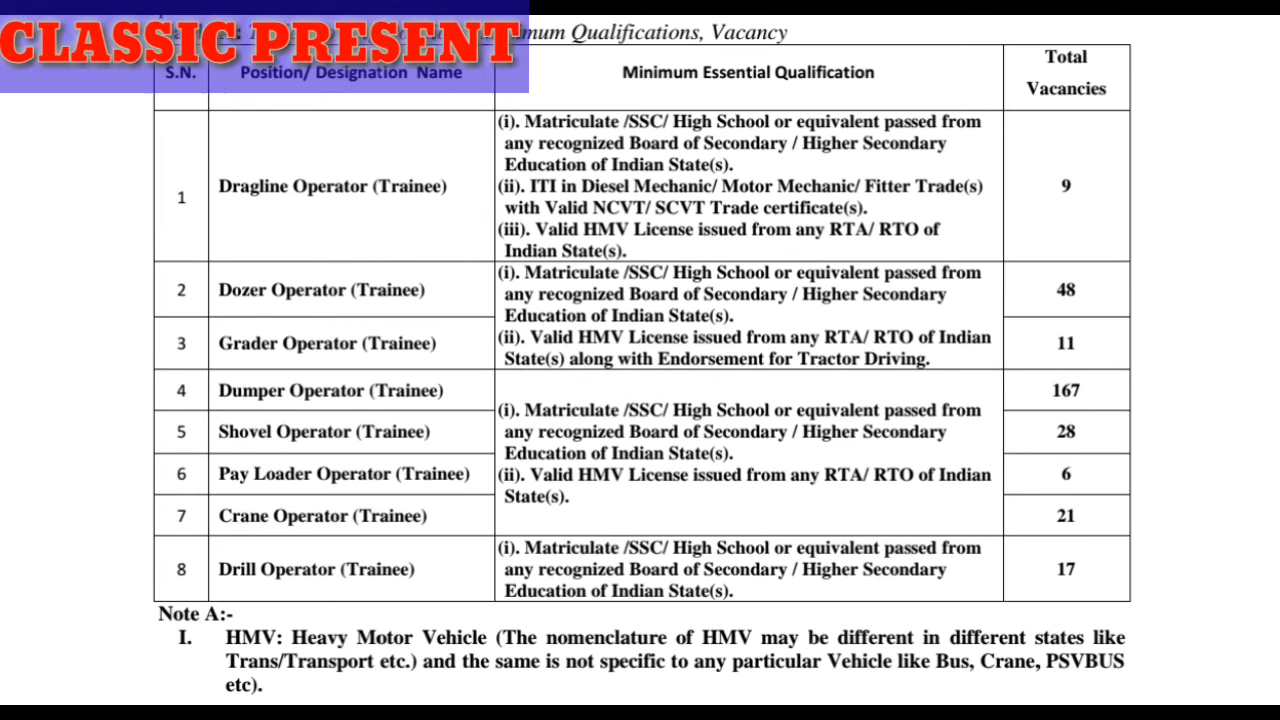 CLASSIC PRESENT
mum Qualifications, Vacancy
S.N. Position/ Designation Name Minimum Essential Qualification Total Vacancies
1 Dragline Operator (Trainee) 9
(i). Matriculate /SSC/ High School or equivalent passed from
any recognized Board of Secondary / Higher Secondary
Education of Indian State(s).
(ii). ITI in Diesel Mechanic/ Motor Mechanic/ Fitter Trade(s)
with Valid NCVT/ SCVT Trade certificate(s).
(iii). Valid HMV License issued from any RTA/ RTO of
Indian State(s).
2 Dozer Operator (Trainee) 48
3 Grader Operator (Trainee) 11
(i). Matriculate /SSC/ High School or equivalent passed from
any recognized Board of Secondary / Higher Secondary
Education of Indian State(s).
(ii). Valid HMV License issued from any RTA/ RTO of Indian
State(s) along with Endorsement for Tractor Driving.
4 Dumper Operator (Trainee) 167
5 Shovel Operator (Trainee) 28
6 Pay Loader Operator (Trainee) 6
7 Crane Operator (Trainee) 21
(i). Matriculate /SSC/ High School or equivalent passed from
any recognized Board of Secondary / Higher Secondary
Education of Indian State(s).
(ii). Valid HMV License issued from any RTA/ RTO of Indian
State(s).
8 Drill Operator (Trainee) 17
(i). Matriculate /SSC/ High School or equivalent passed from
any recognized Board of Secondary / Higher Secondary
Education of Indian State(s).
Note A:-
I. HMV: Heavy Motor Vehicle (The nomenclature of HMV may be different in different states like
Trans/Transport etc.) and the same is not specific to any particular Vehicle like Bus, Crane, PSVBUS
etc).